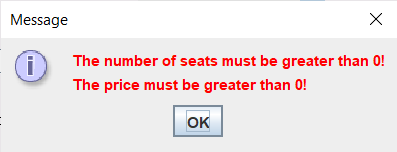 Message
The number of seats must be greater than 0!
The price must be greater than 0!
OK